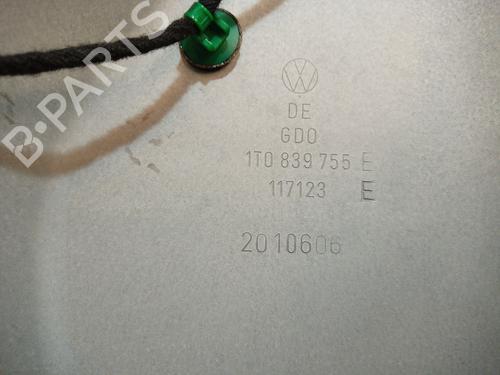 B-PARTS
DE
GDO
1T0 839 755 E
117123 E
2010606